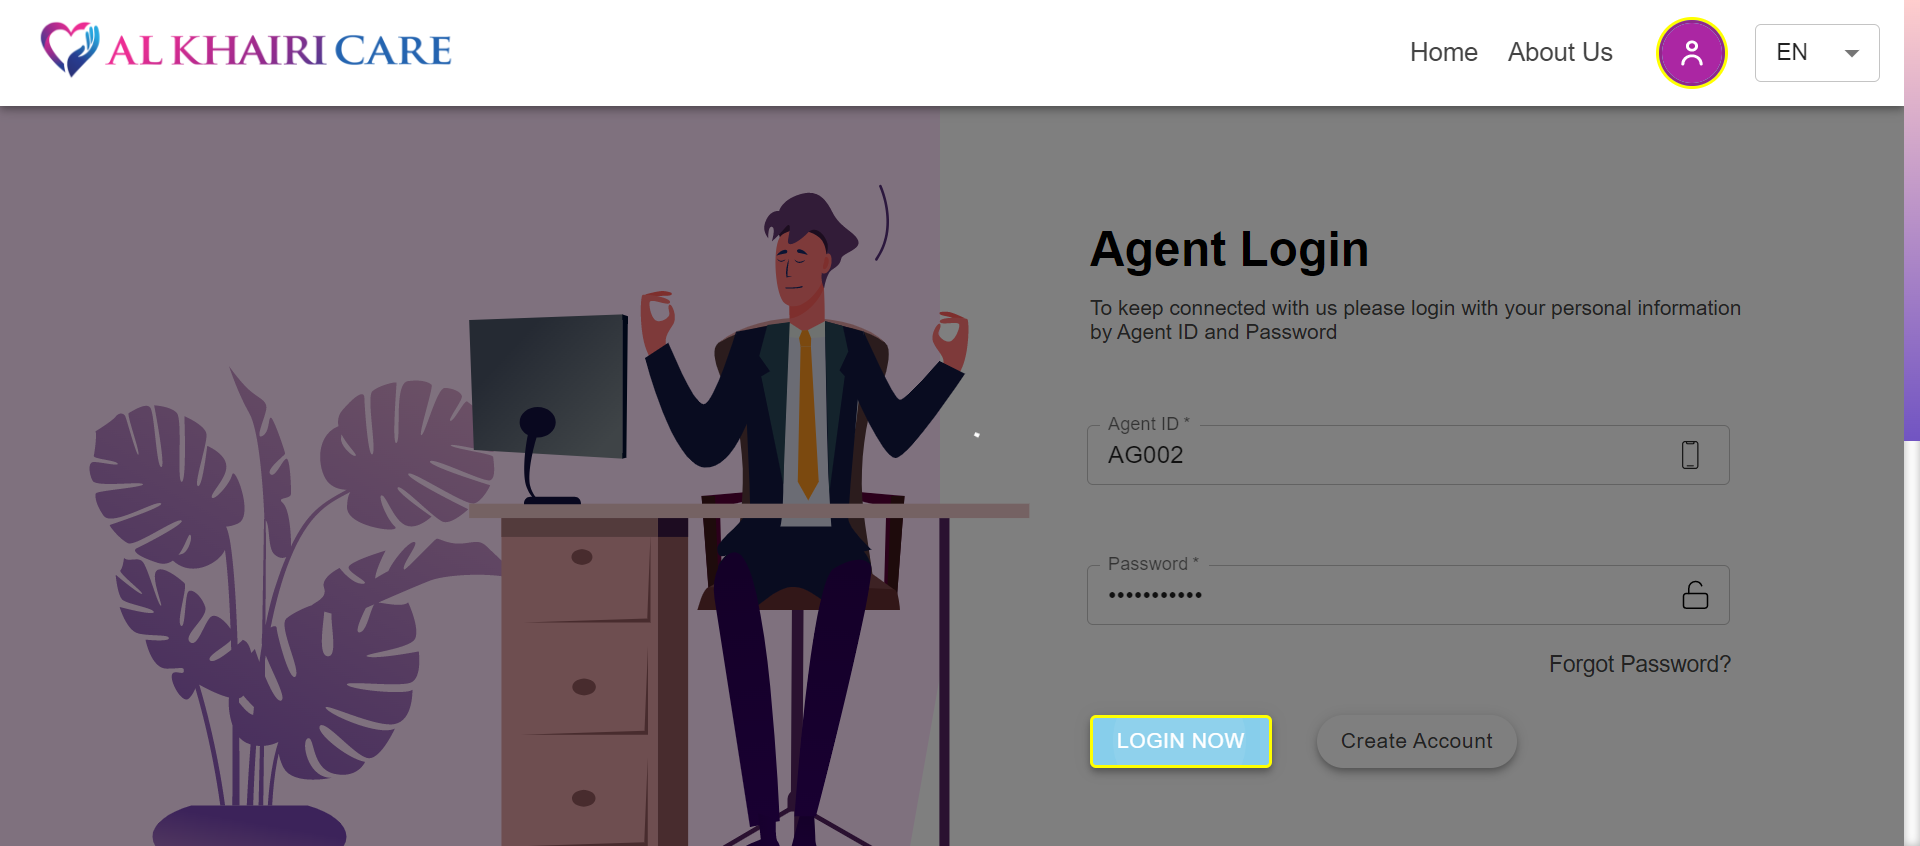 AL KHAIRI CARE
Home
About Us
EN
Agent Login
To keep connected with us please login with your personal information
by Agent ID and Password
Agent ID *
AG002
Password *
•••••••••••
Forgot Password?
LOGIN NOW
Create Account